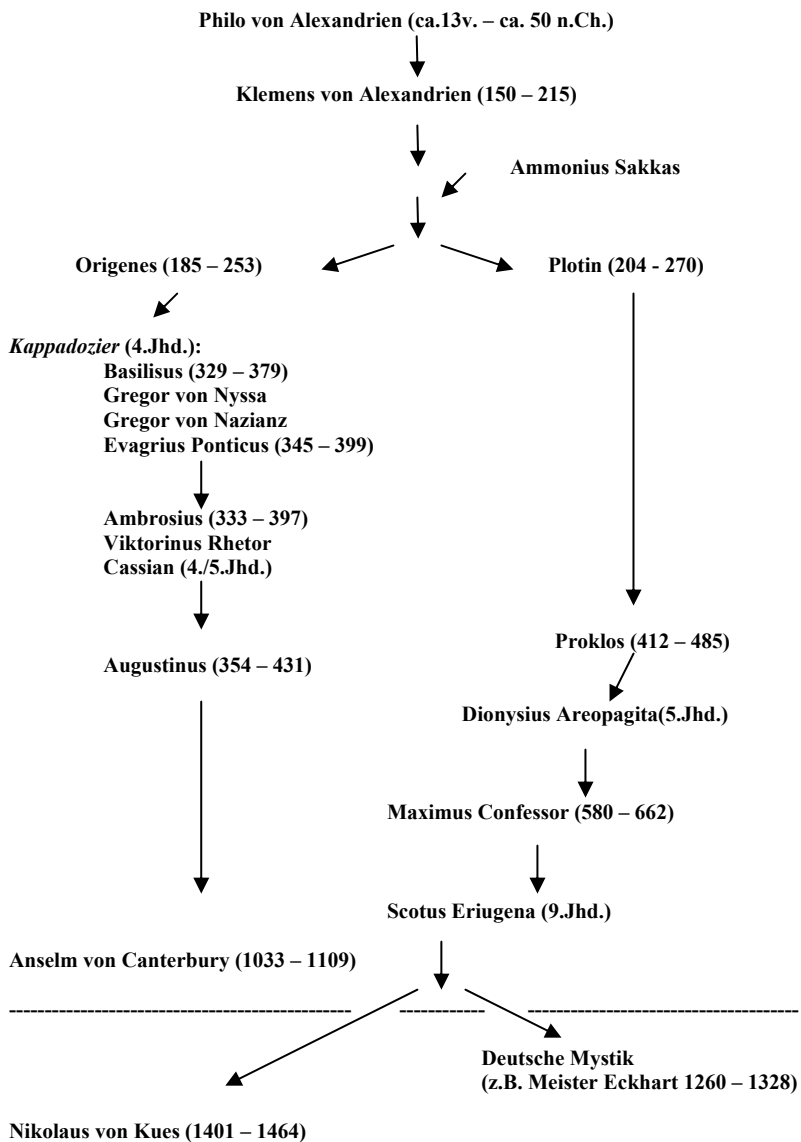 Philo von Alexandrien (ca.13v. – ca. 50 n.Ch.)
Klemens von Alexandrien (150 – 215)
Ammonius Sakkas
Origenes (185 – 253)
Plotin (204 - 270)
Kappadozier (4.Jhd.):
Basilisus (329 – 379)
Gregor von Nyssa
Gregor von Nazianz
Evagrius Ponticus (345 – 399)
Ambrosius (333 – 397)
Viktorinus Rhetor
Cassian (4./5.Jhd.)
Proklos (412 – 485)
Augustinus (354 – 431)
Dionysius Areopagita(5.Jhd.)
Maximus Confessor (580 – 662)
Scotus Eriugena (9.Jhd.)
Anselm von Canterbury (1033 – 1109)
Deutsche Mystik
(z.B. Meister Eckhart 1260 – 1328)
Nikolaus von Kues (1401 – 1464)